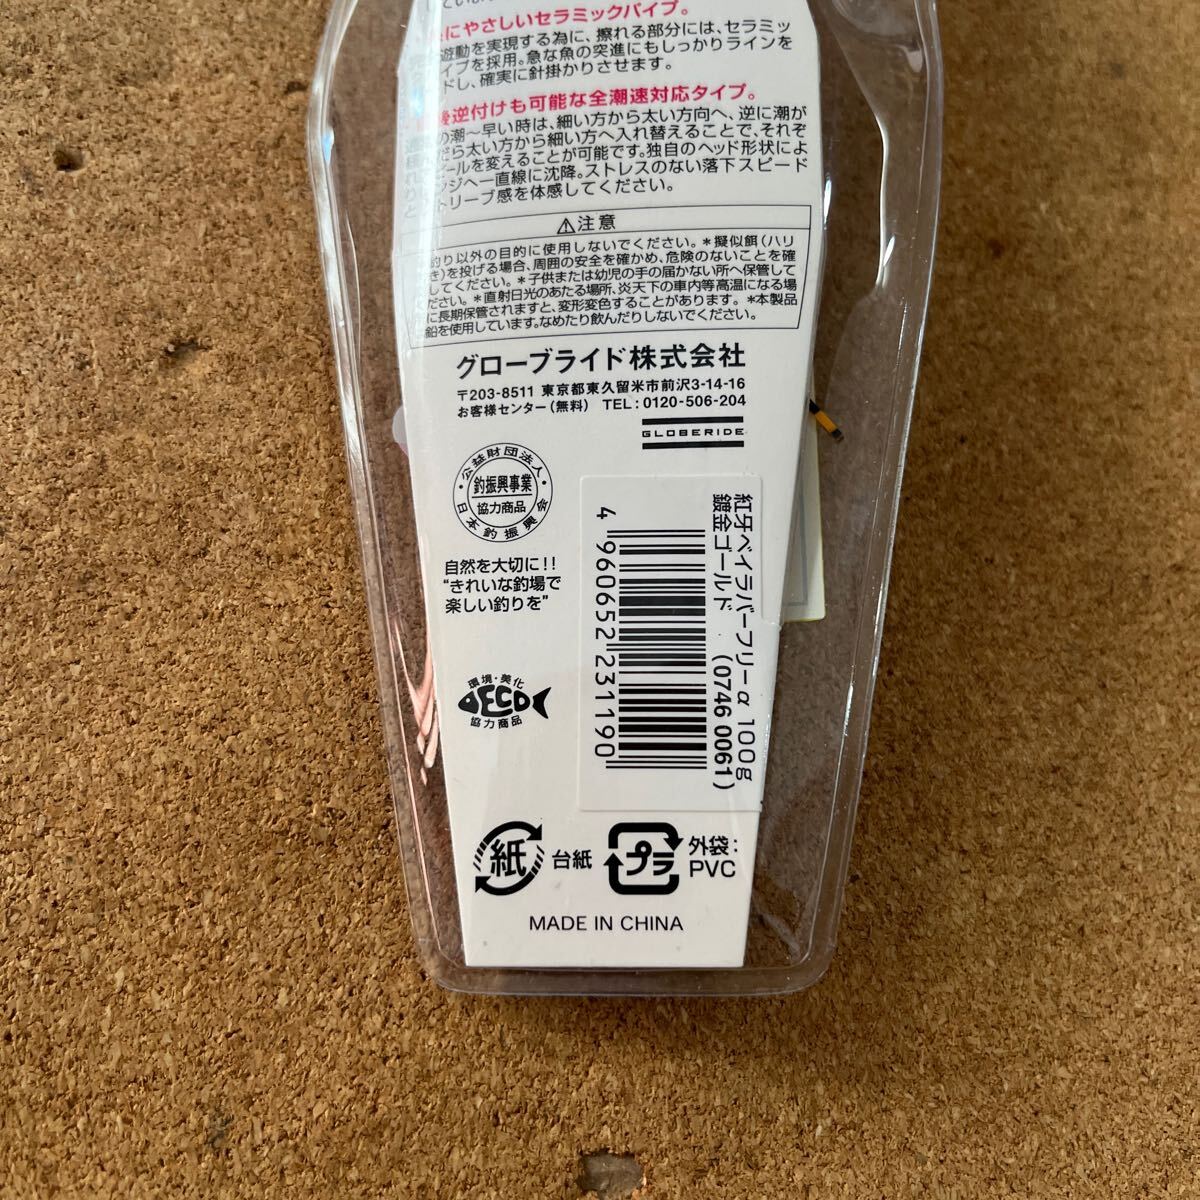 にやさしいセラミックパイプ。
遊動を実現する為に、擦れる部分には、セラミッ
イプを採用。急な魚の突進にもしっかりラインを
ドし、確実に針掛かりさせます。
後逆付けも可能な全潮速対応タイプ。
の潮〜早い時は、細い方から太い方向へ、逆に潮が
ら太い方から細い方へ入れ替えることで、それぞ
ールを変えることが可能です。独自のヘッド形状によ
ンジへ一直線に沈降。ストレスのない落下スピード
トリーブ感を体感してください。
⚠注意
釣り以外の目的に使用しないでください。*擬似餌(ハリ
き)を投げる場合、周囲の安全を確かめ、危険のないことを確
してください。*子供または幼児の手の届かない所へ保管して
ださい。*直射日光のあたる場所、炎天下の車内等高温になる場
に長期保管されますと、変形変色することがあります。*本製品
鉛を使用しています。なめたり飲んだりしないでください。
グローブライド株式会社
〒203-8511 東京都東久留米市前沢3-14-16
お客様センター(無料) TEL:0120-506-204
GLOBERIDE
公益財団法人
釣振興事業
協力商品
日本釣振興会
自然を大切に!!
“きれいな釣場で
楽しい釣りを”
環境・美化
ECO
協力商品
紅牙ベイラバーフリーα 100g
鍍金ゴールド (0746 0061)
4 960652 231190
紙 台紙
プラ 外袋:
PVC
MADE IN CHINA